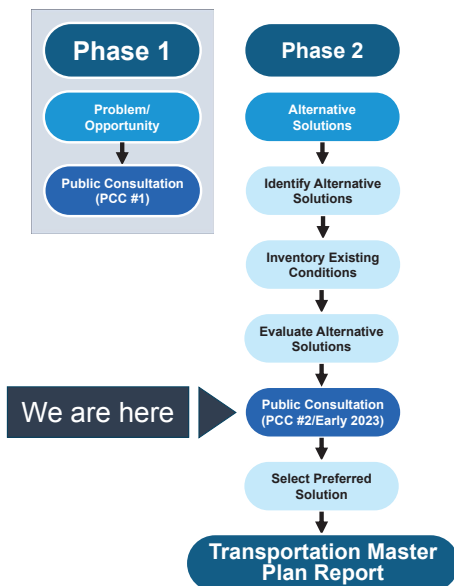 Phase 1
Problem/
Opportunity
Public Consultation
(PCC #1)
Phase 2
Alternative
Solutions
Identify Alternative
Solutions
Inventory Existing
Conditions
Evaluate Alternative
Solutions
We are here
Public Consultation
(PCC #2/Early 2023)
Select Preferred
Solution
Transportation Master
Plan Report